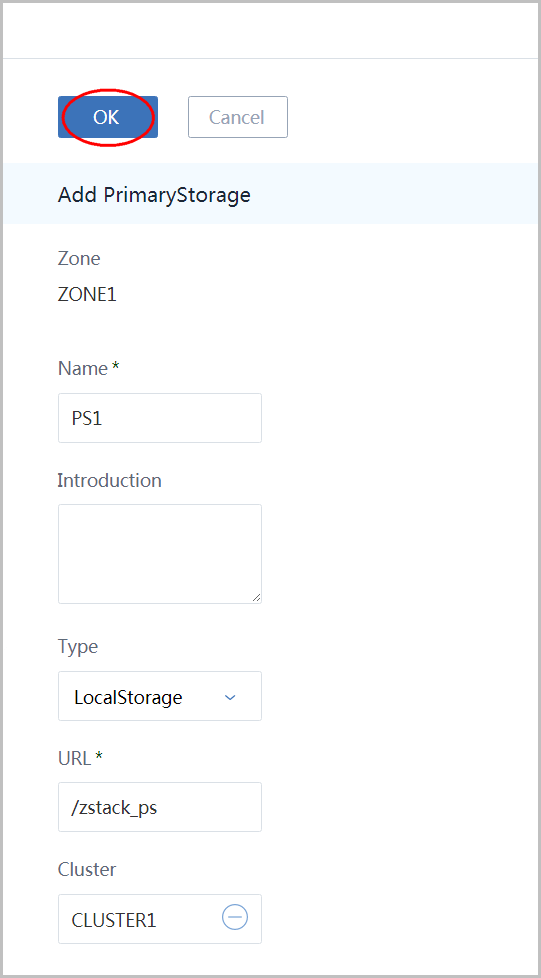 OK Cancel
Add PrimaryStorage
Zone
ZONE1
Name *
PS1
Introduction
Type
LocalStorage
URL *
/zstack_ps
Cluster
CLUSTER1